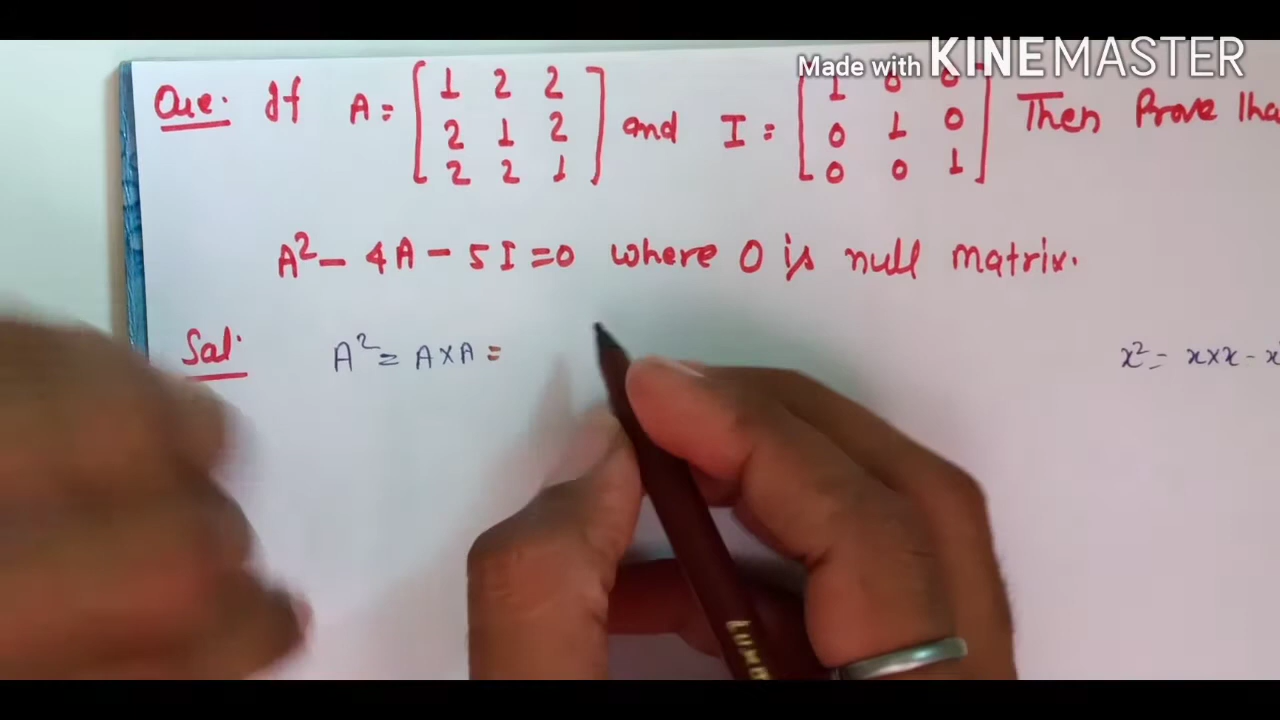 Made with KINEMASTER
Que: If A = [ 1 2 2 and I = [ 1 0 0 Then Prove tha
2 1 2 0 1 0
2 2 1 ] 0 0 1 ]
A² - 4A - 5I = 0 where O is null matrix.
Sol: A² = A×A = x² = x×x - x
LUX